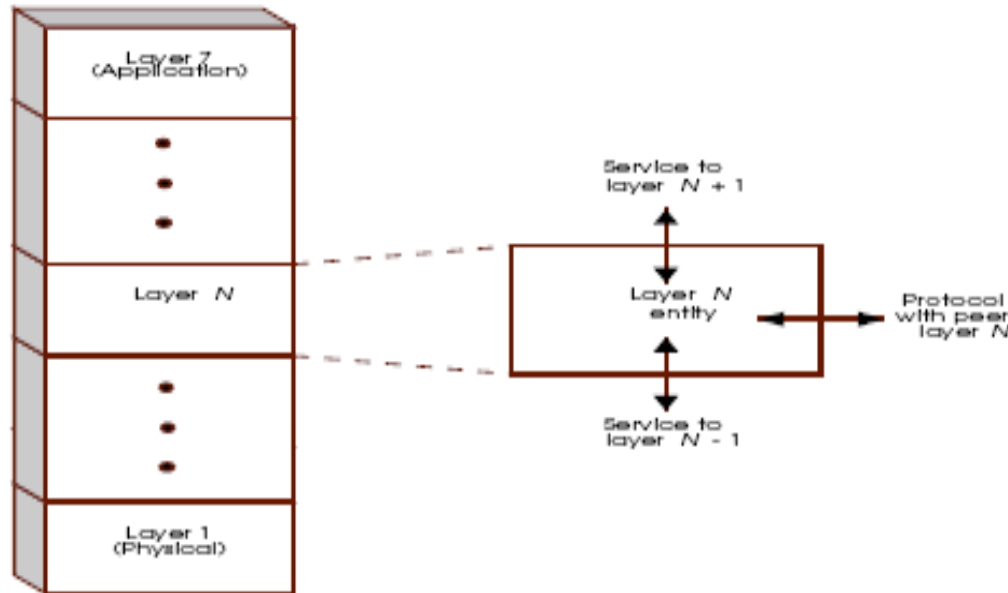 Layer 7
(Application)
Service to
layer N + 1
Layer N
Layer N
entity
Protocol
with peer
layer N
Service to
layer N - 1
Layer 1
(Physical)